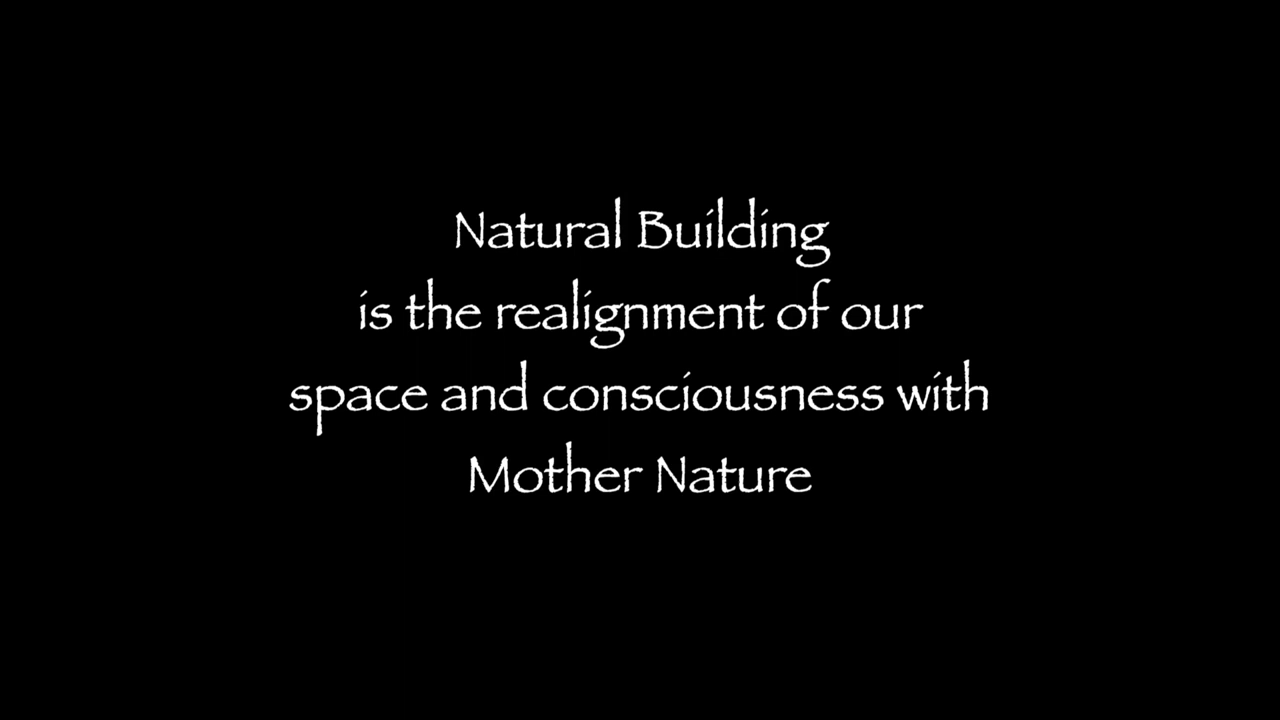 Natural Building
is the realignment of our
space and consciousness with
Mother Nature